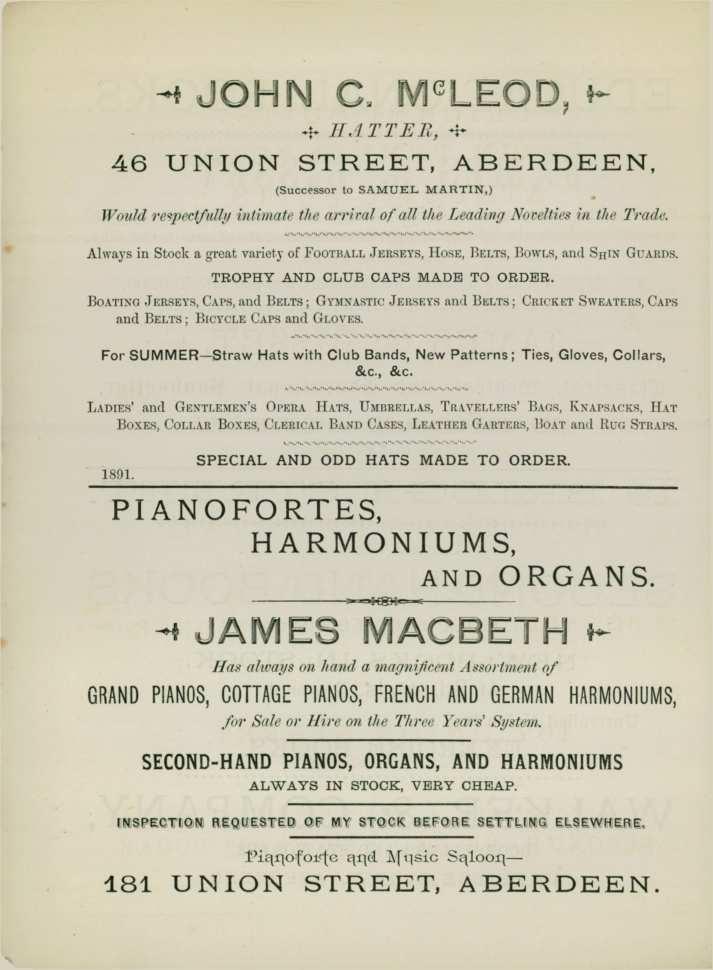 JOHN C. McLEOD,
HATTER,
46 UNION STREET, ABERDEEN,
(Successor to SAMUEL MARTIN,)
Would respectfully intimate the arrival of all the Leading Novelties in the Trade.
Always in Stock a great variety of FOOTBALL JERSEYS, HOSE, BELTS, BOWLS, and SHIN GUARDS.
TROPHY AND CLUB CAPS MADE TO ORDER.
BOATING JERSEYS, CAPS, and BELTS; GYMNASTIC JERSEYS and BELTS; CRICKET SWEATERS, CAPS
and BELTS; BICYCLE CAPS and GLOVES.
For SUMMER—Straw Hats with Club Bands, New Patterns; Ties, Gloves, Collars,
&c., &c.
LADIES' and GENTLEMEN'S OPERA HATS, UMBRELLAS, TRAVELLERS' BAGS, KNAPSACKS, HAT
BOXES, COLLAR BOXES, CLERICAL BAND CASES, LEATHER GARTERS, BOAT and RUG STRAPS.
SPECIAL AND ODD HATS MADE TO ORDER.
1891.
PIANOFORTES,
HARMONIUMS,
AND ORGANS.
JAMES MACBETH
Has always on hand a magnificent Assortment of
GRAND PIANOS, COTTAGE PIANOS, FRENCH AND GERMAN HARMONIUMS,
for Sale or Hire on the Three Years' System.
SECOND-HAND PIANOS, ORGANS, AND HARMONIUMS
ALWAYS IN STOCK, VERY CHEAP.
INSPECTION REQUESTED OF MY STOCK BEFORE SETTLING ELSEWHERE.
Pianoforte and Music Saloon—
181 UNION STREET, ABERDEEN.